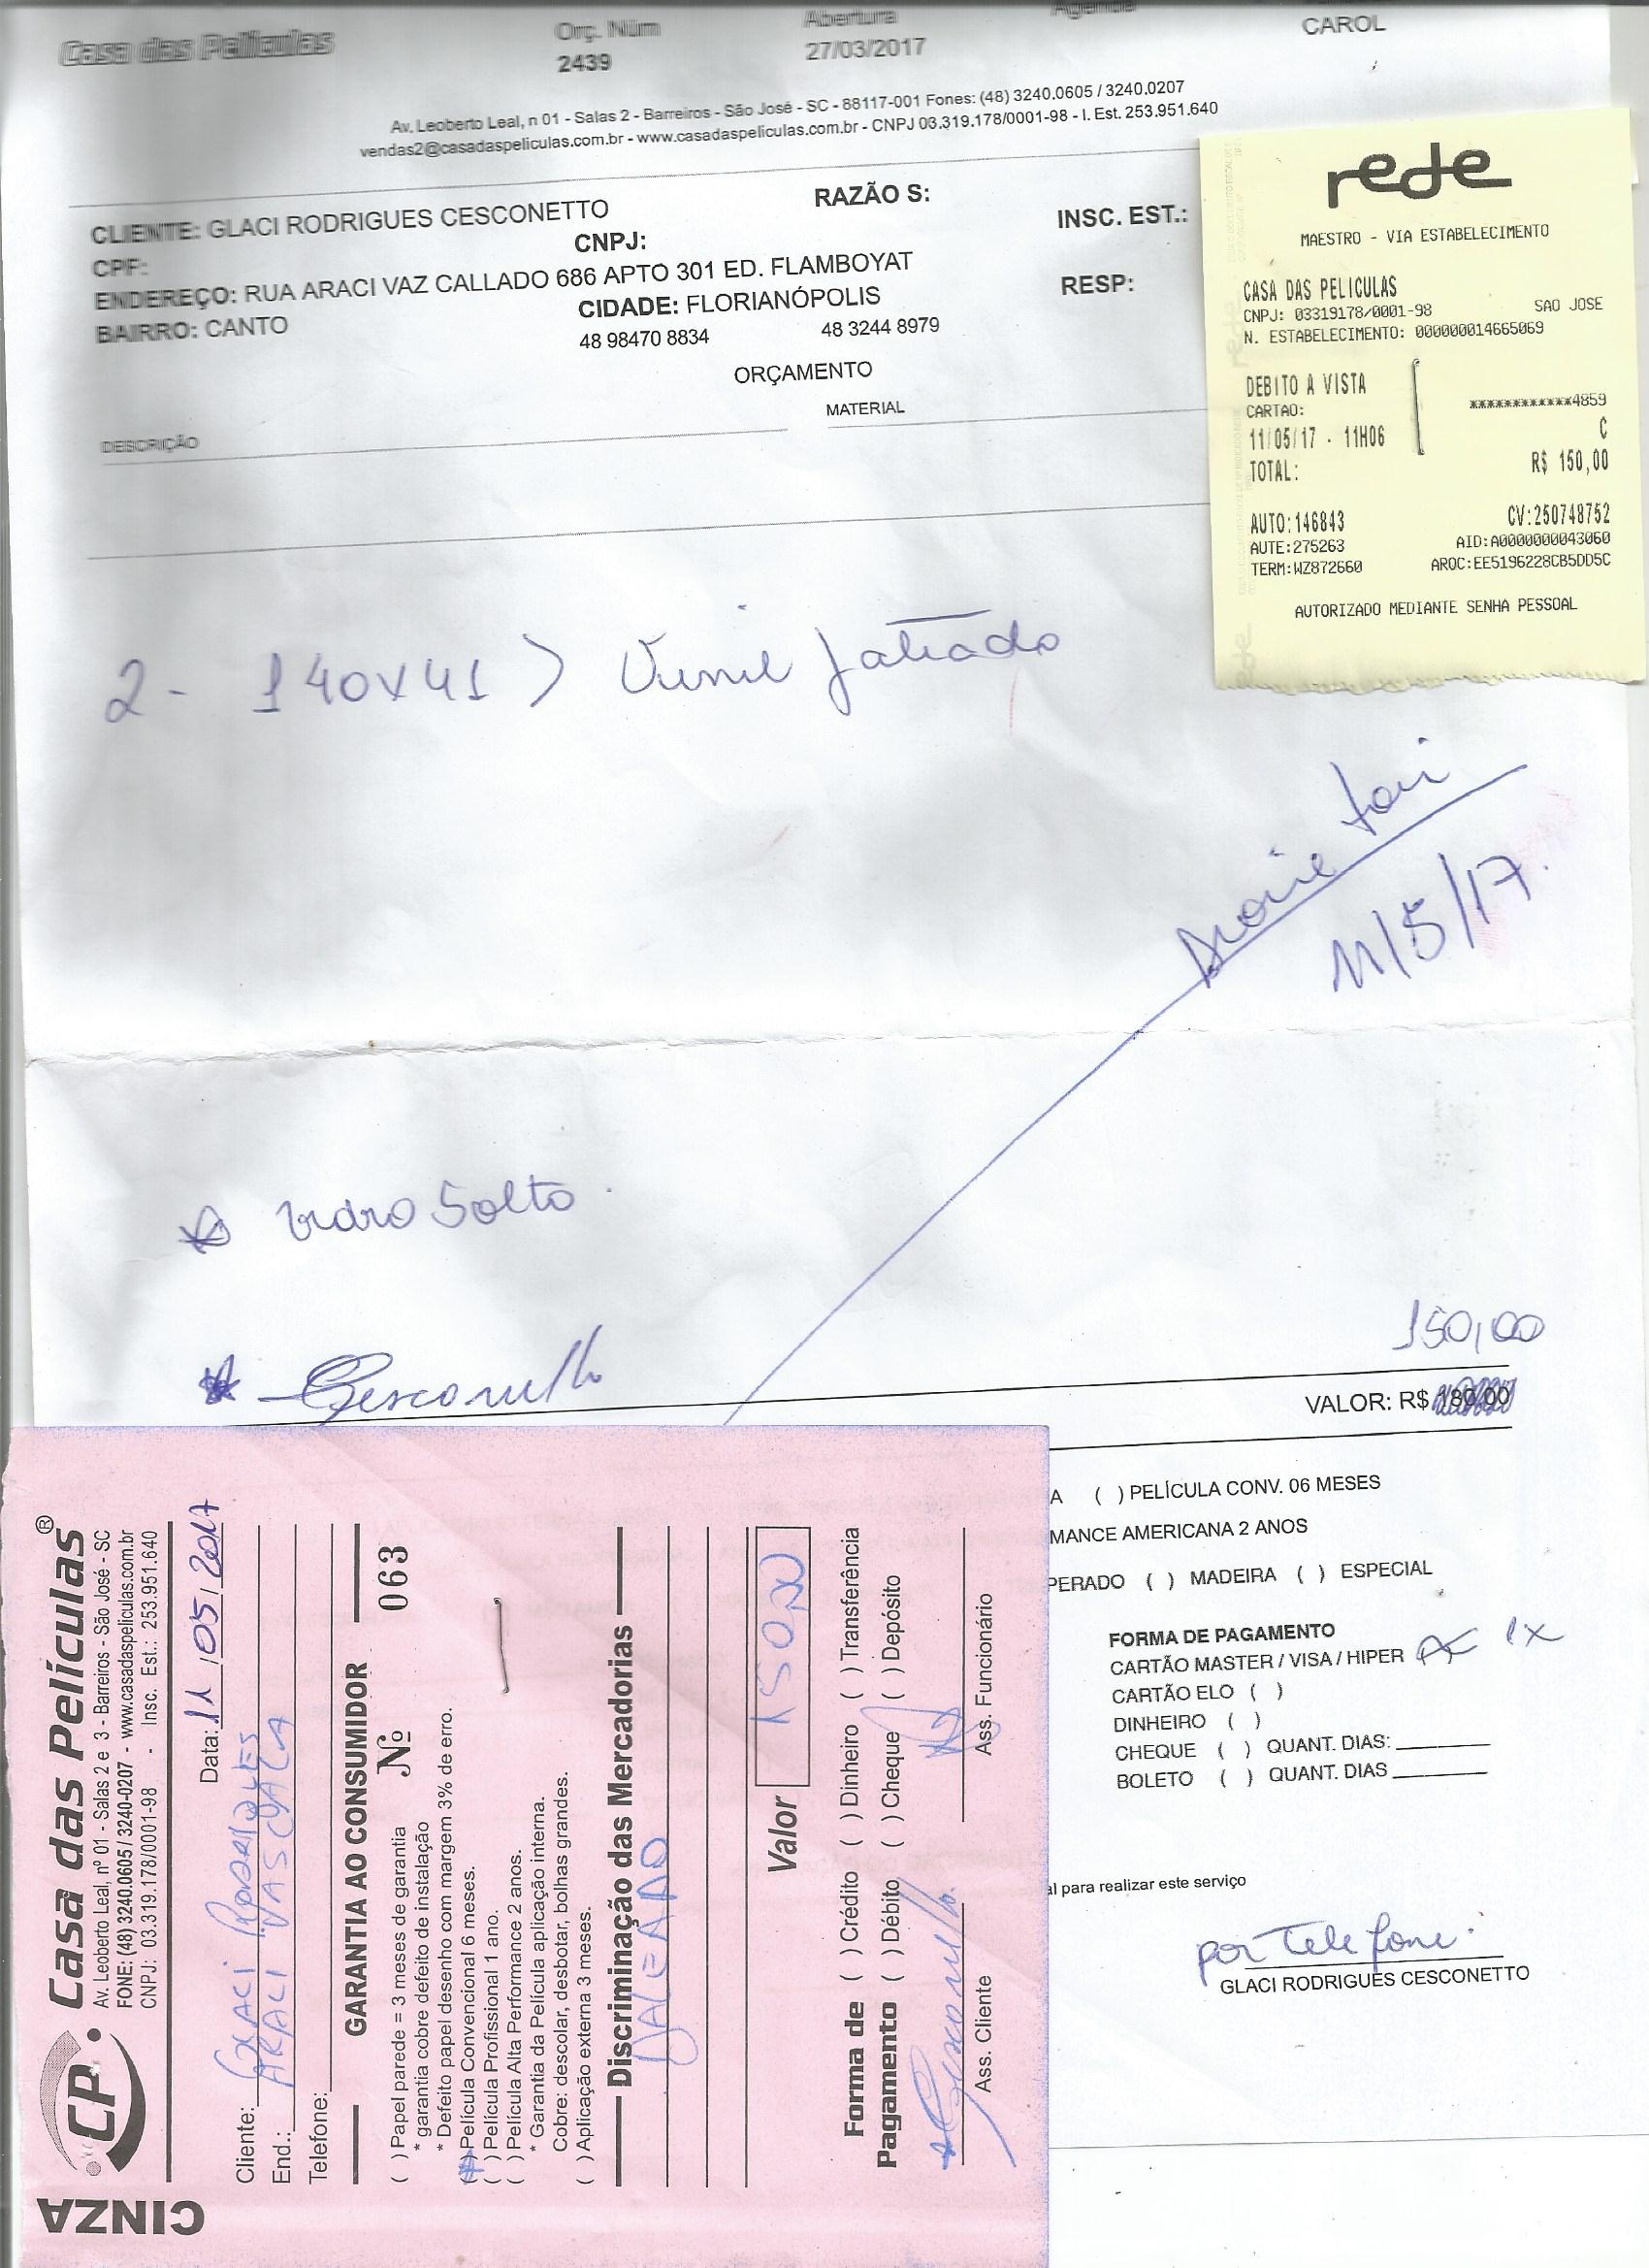 Casa das Películas
Orç. Núm
2439
Abertura
27/03/2017
Agenda
CAROL
Av. Leoberto Leal, n 01 - Salas 2 - Barreiros - São José - SC - 88117-001 Fones: (48) 3240.0605 / 3240.0207
vendas2@casadaspeliculas.com.br - www.casadaspeliculas.com.br - CNPJ 03.319.178/0001-98 - I. Est. 253.951.640
CLIENTE: GLACI RODRIGUES CESCONETTO
RAZÃO S:
CPF:
CNPJ:
INSC. EST.:
ENDEREÇO: RUA ARACI VAZ CALLADO 686 APTO 301 ED. FLAMBOYAT
BAIRRO: CANTO
CIDADE: FLORIANÓPOLIS
RESP:
48 98470 8834
48 3244 8979
ORÇAMENTO
DESCRIÇÃO
MATERIAL
rede
MAESTRO - VIA ESTABELECIMENTO
CASA DAS PELICULAS
CNPJ: 03319178/0001-98 SAO JOSE
N. ESTABELECIMENTO: 000000014665069
DEBITO A VISTA
CARTAO: ************4859
11/05/17 - 11H06 C
TOTAL: R$ 150,00
AUTO:146843 CV:250748752
AUTE:275263 AID:A0000000043060
TERM:WZ872660 ARQC:EE5196228CB5DD5C
AUTORIZADO MEDIANTE SENHA PESSOAL
2 - 140x41 > Vinil Jateado
11/5/17.
vidro Solto.
Cesconetto
150,00
VALOR: R$ 180,00
A ( ) PELÍCULA CONV. 06 MESES
MANCE AMERICANA 2 ANOS
PERADO ( ) MADEIRA ( ) ESPECIAL
FORMA DE PAGAMENTO
CARTÃO MASTER / VISA / HIPER 1x
CARTÃO ELO ( )
DINHEIRO ( )
CHEQUE ( ) QUANT. DIAS:
BOLETO ( ) QUANT. DIAS
al para realizar este serviço
por Telefone.
GLACI RODRIGUES CESCONETTO
CINZA
CP
Casa das Películas®
Av. Leoberto Leal, nº 01 - Salas 2 e 3 - Barreiros - São José - SC
FONE: (48) 3240.0605 / 3240-0207 - www.casadaspeliculas.com.br
CNPJ: 03.319.178/0001-98 - Insc. Est.: 253.951.640
Data: 11/05/2017
Cliente: GLACI RODRIGUES
End.: ARACI VAS CALA
Telefone:
GARANTIA AO CONSUMIDOR
Nº 063
( ) Papel parede = 3 meses de garantia
* garantia cobre defeito de instalação
* Defeito papel desenho com margem 3% de erro.
(x) Película Convencional 6 meses.
( ) Película Profissional 1 ano.
( ) Película Alta Performance 2 anos.
* Garantia da Película aplicação interna.
Cobre: descolar, desbotar, bolhas grandes.
( ) Aplicação externa 3 meses.
Discriminação das Mercadorias
JATEADO
Valor 150,00
Forma de Pagamento
( ) Crédito ( ) Dinheiro ( ) Transferência
( ) Débito ( ) Cheque ( ) Depósito
Cesconetto
Ass. Cliente
Ass. Funcionário